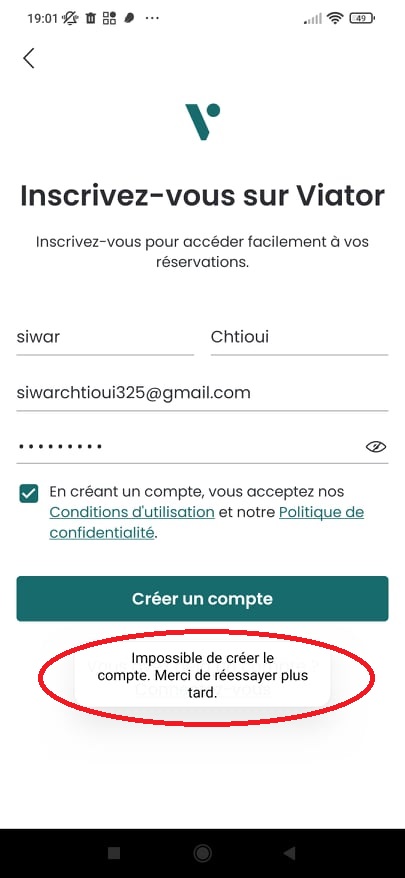 19:01
49
Inscrivez-vous sur Viator
Inscrivez-vous pour accéder facilement à vos
réservations.
siwar
Chtioui
siwarchtioui325@gmail.com
•••••••••
En créant un compte, vous acceptez nos
Conditions d'utilisation et notre Politique de
confidentialité.
Créer un compte
Impossible de créer le
compte. Merci de réessayer plus
tard.